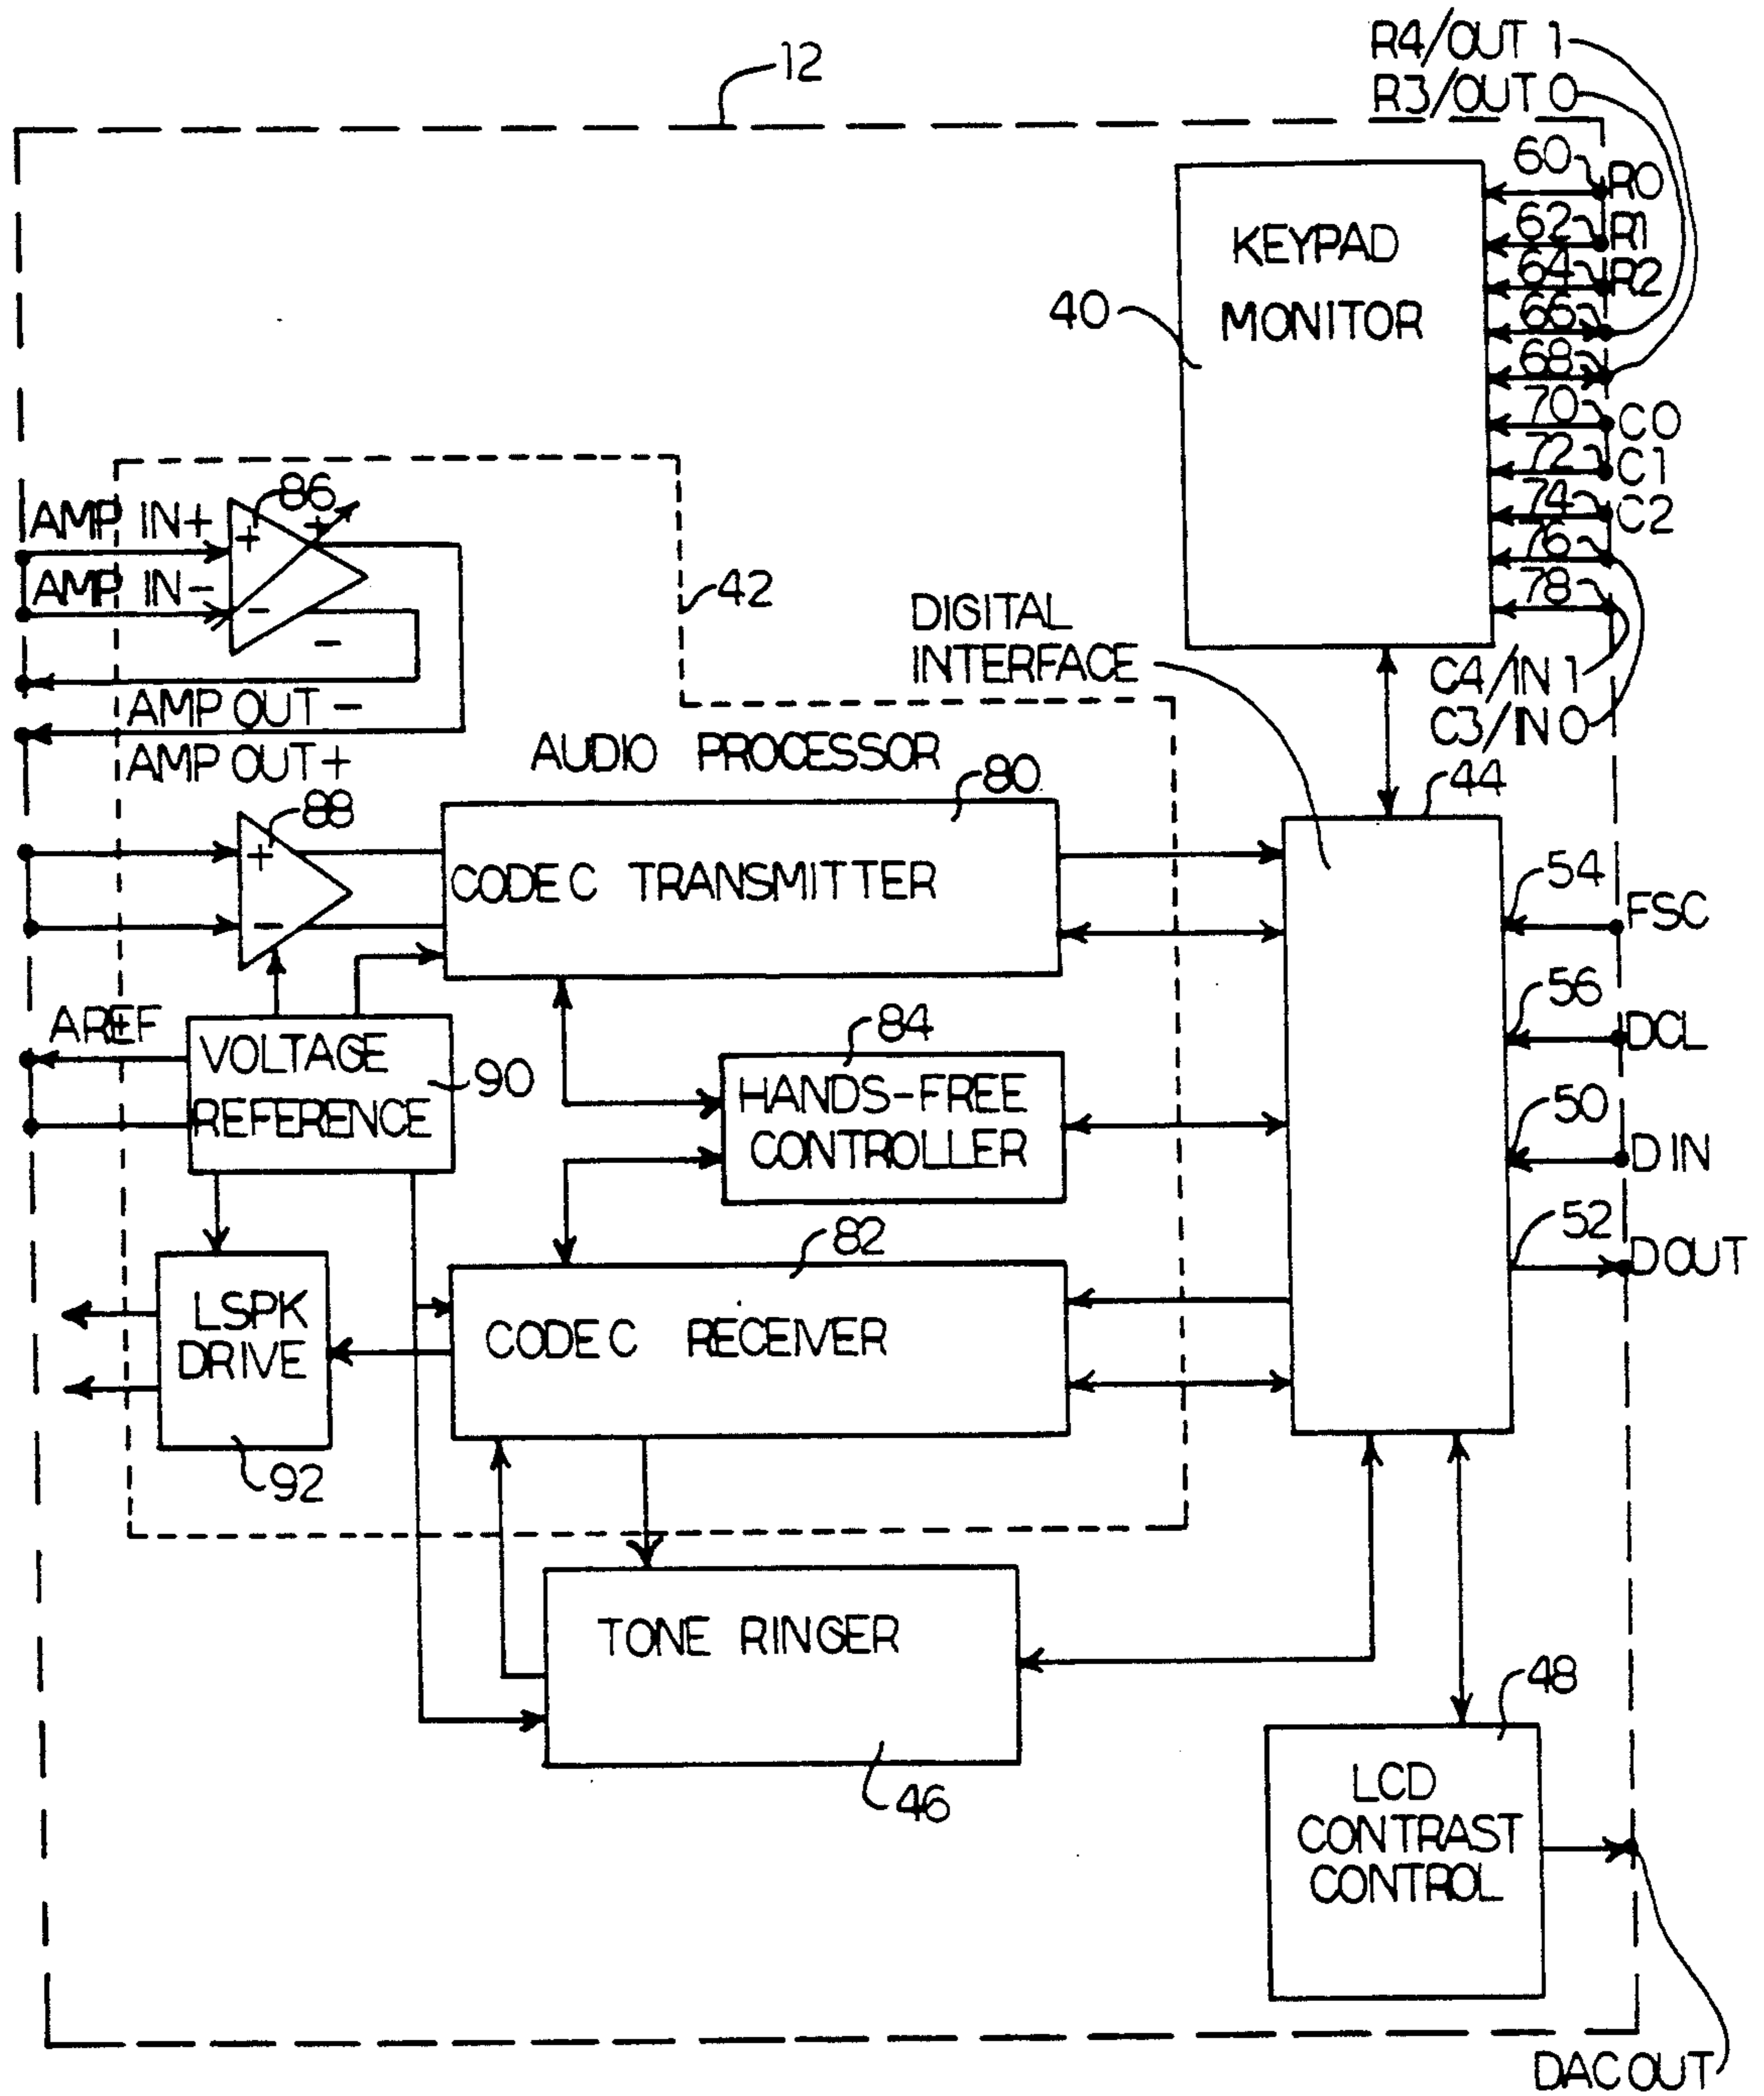 R4/OUT 1
12
R3/OUT 0
60
R0
62
R1
KEYPAD
MONITOR
64
R2
40
66
68
70
C0
72
C1
74
C2
76
78
86
AMP IN+
+
+
AMP IN-
-
-
42
DIGITAL
INTERFACE
C4/IN 1
C3/IN 0
AMP OUT -
AMP OUT +
AUDIO PROCESSOR
80
44
88
+
-
CODEC TRANSMITTER
54
FSC
56
DCL
AREF
VOLTAGE
REFERENCE
90
84
HANDS-FREE
CONTROLLER
50
DIN
52
DOUT
82
LSPK
DRIVE
CODEC RECEIVER
92
TONE RINGER
46
48
LCD
CONTRAST
CONTROL
DAC OUT